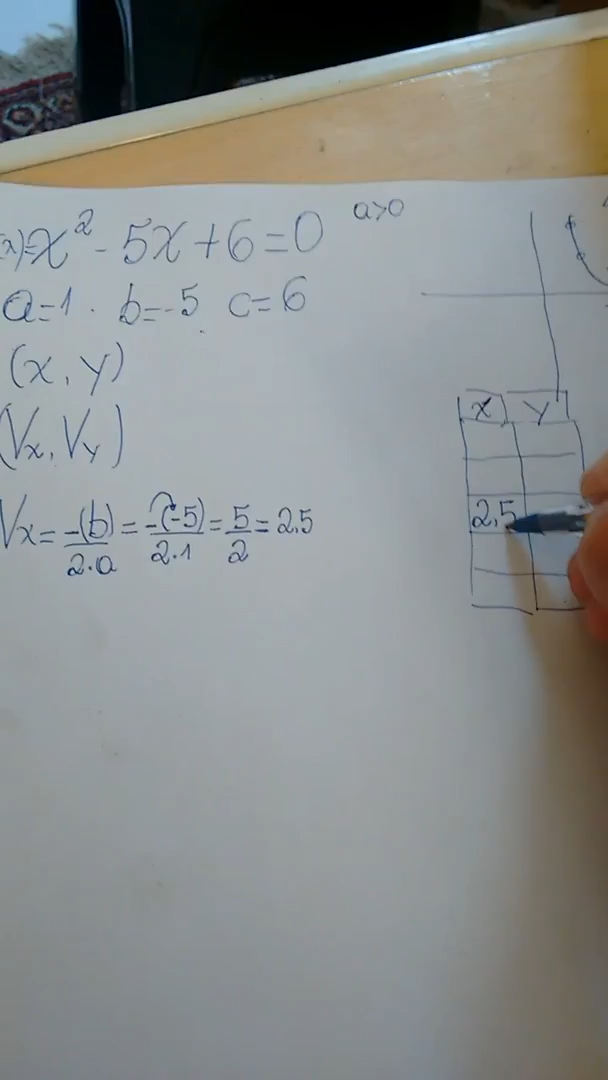 x)=x² - 5x + 6 = 0
a>0
a=1 . b=-5 c=6
(x, y)
(Vx, Vy)
Vx = -(b)/2·a = -(-5)/2·1 = 5/2 = 2,5
x y
2,5